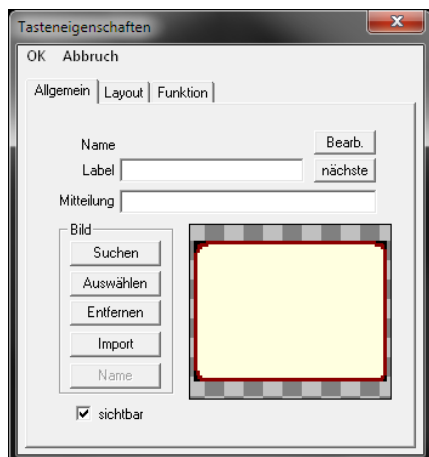 Tasteneigenschaften
OK Abbruch
Allgemein Layout Funktion
Name Bearb.
Label nächste
Mitteilung
Bild
Suchen
Auswählen
Entfernen
Import
Name
sichtbar